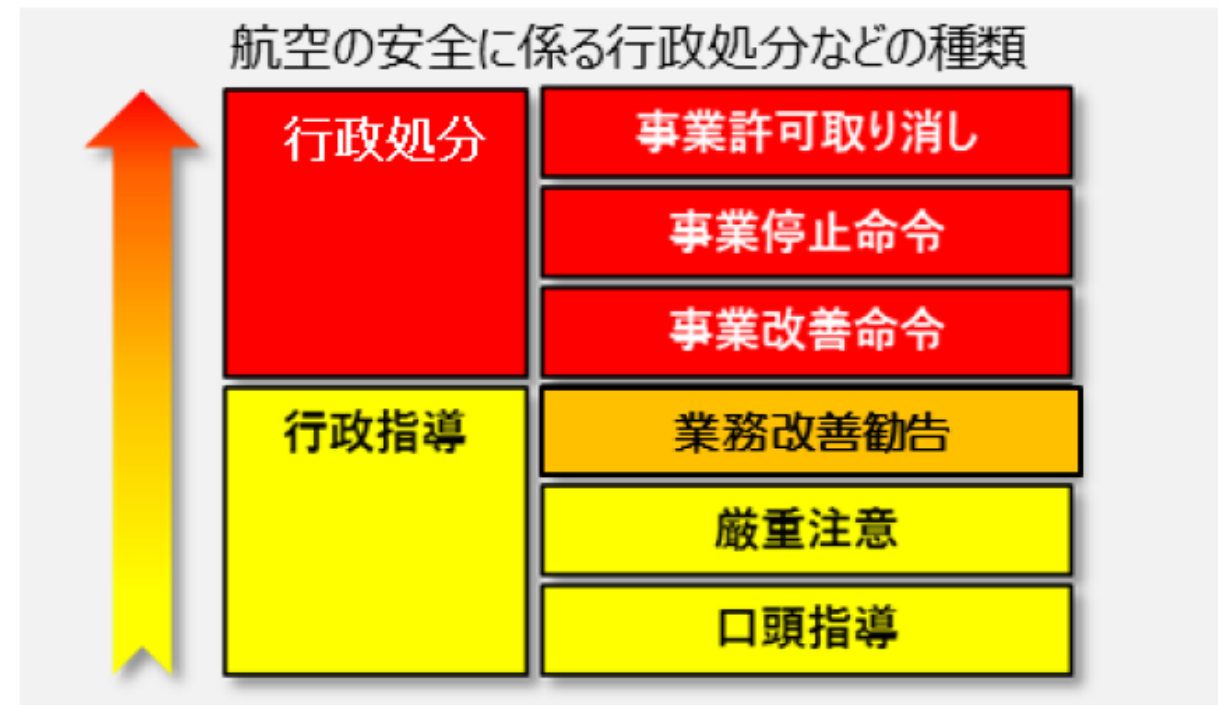 航空の安全に係る行政処分などの種類
行政処分
事業許可取り消し
事業停止命令
事業改善命令
行政指導
業務改善勧告
厳重注意
口頭指導